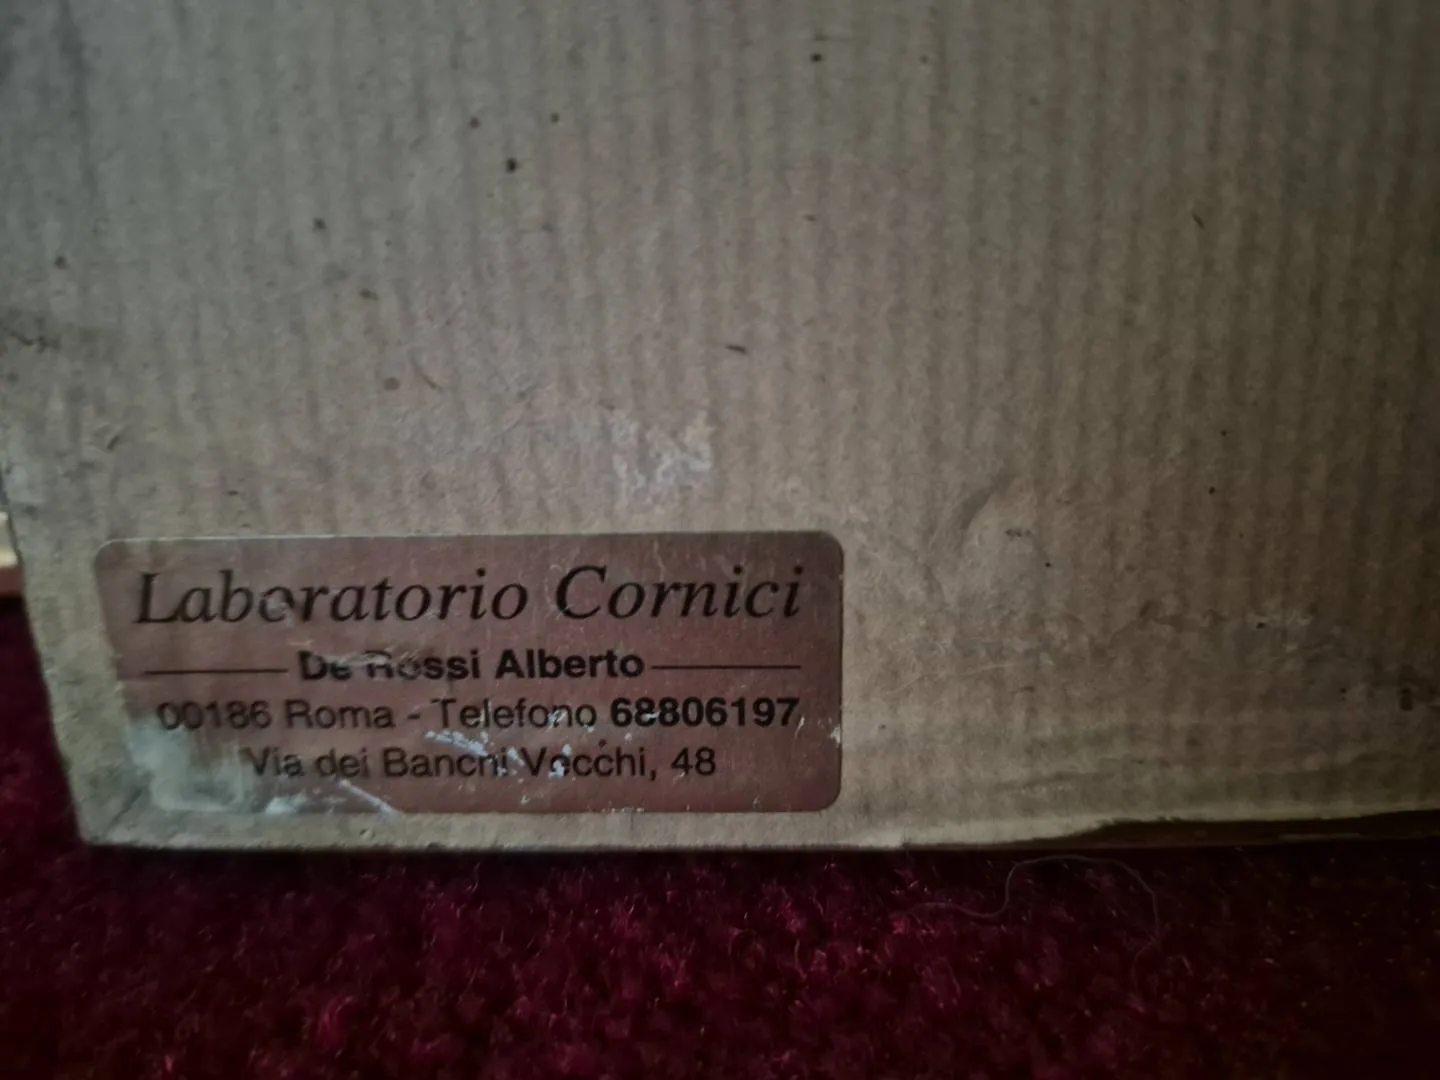 Laboratorio Cornici
De Rossi Alberto
00186 Roma - Telefono 68806197
Via dei Banchi Vecchi, 48